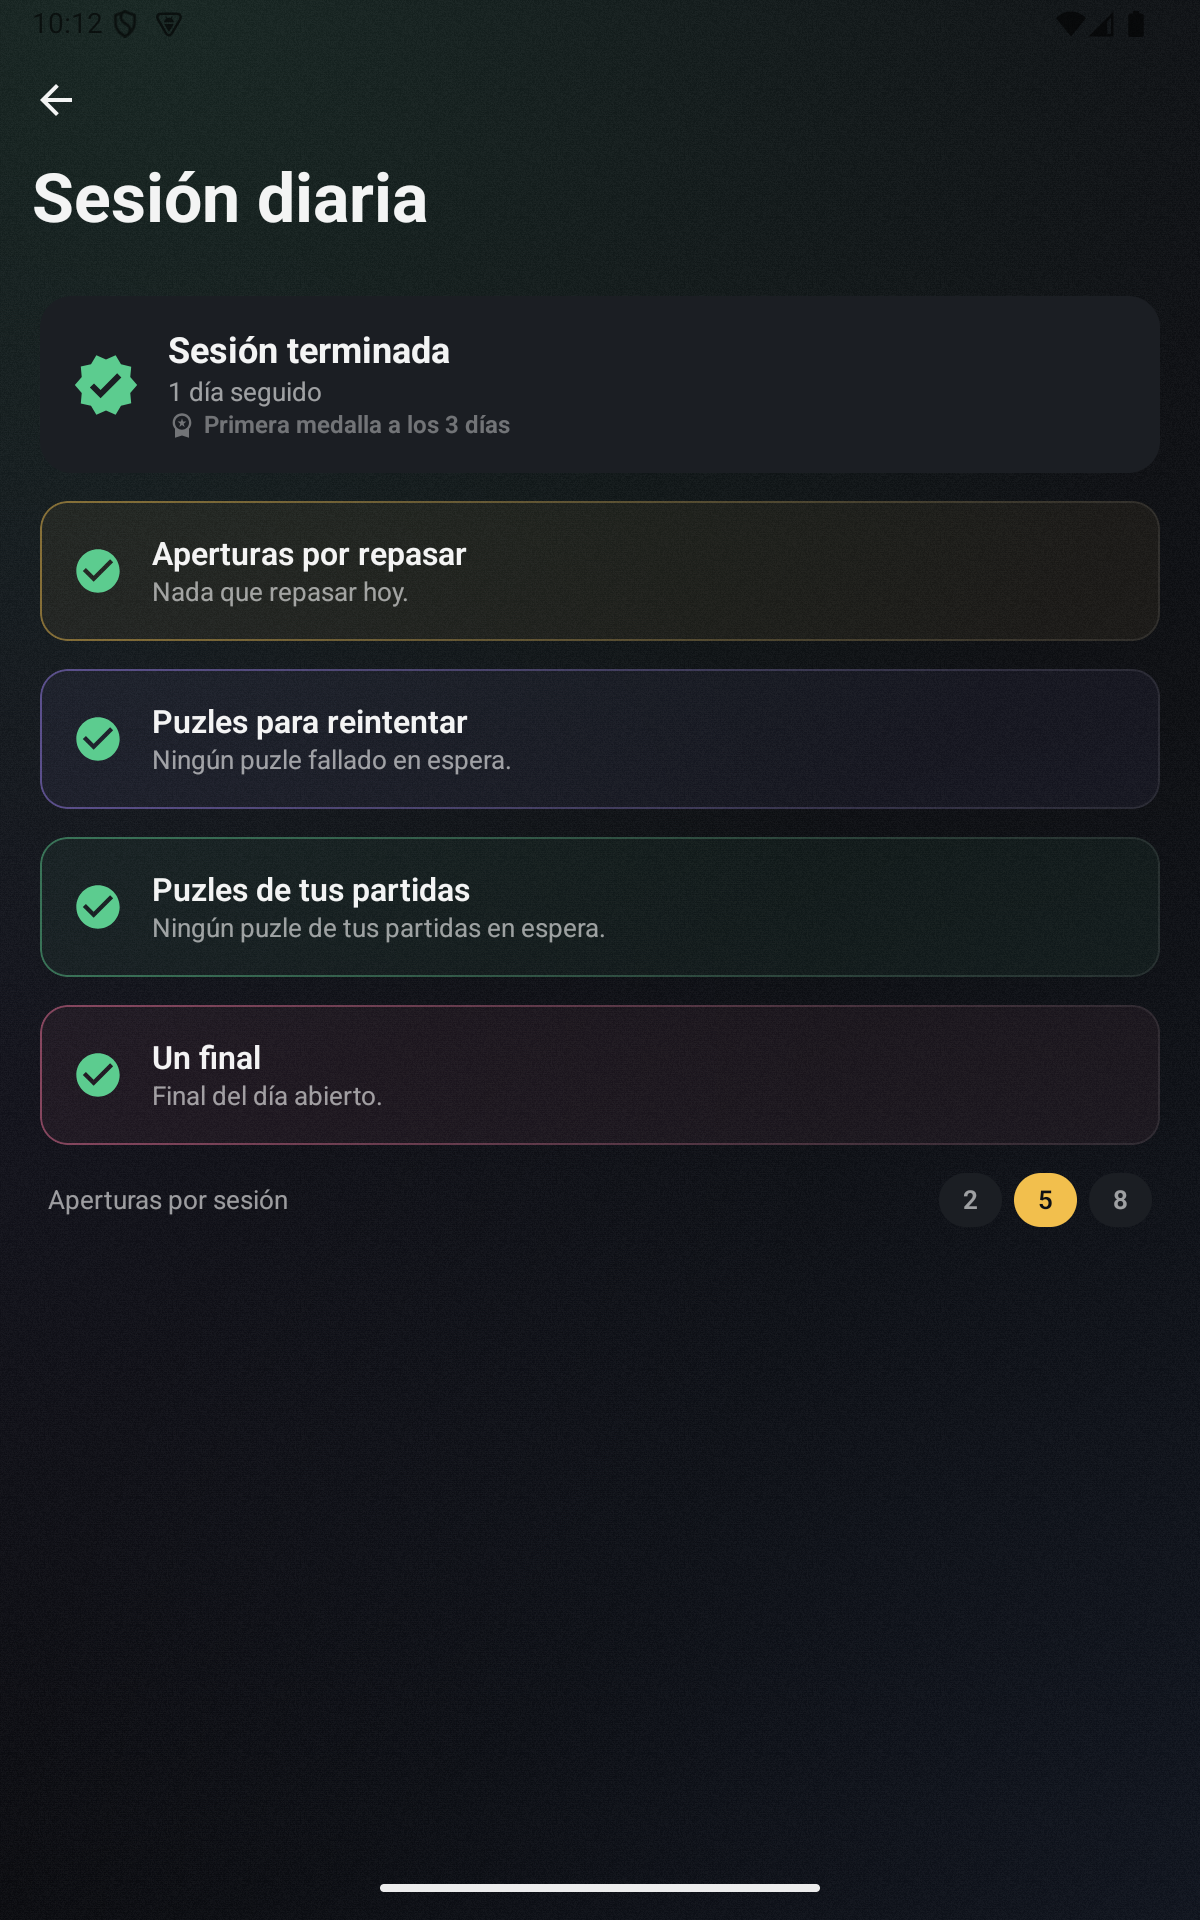 10:12
Sesión diaria
Sesión terminada
1 día seguido
Primera medalla a los 3 días
Aperturas por repasar
Nada que repasar hoy.
Puzles para reintentar
Ningún puzle fallado en espera.
Puzles de tus partidas
Ningún puzle de tus partidas en espera.
Un final
Final del día abierto.
Aperturas por sesión 2 5 8